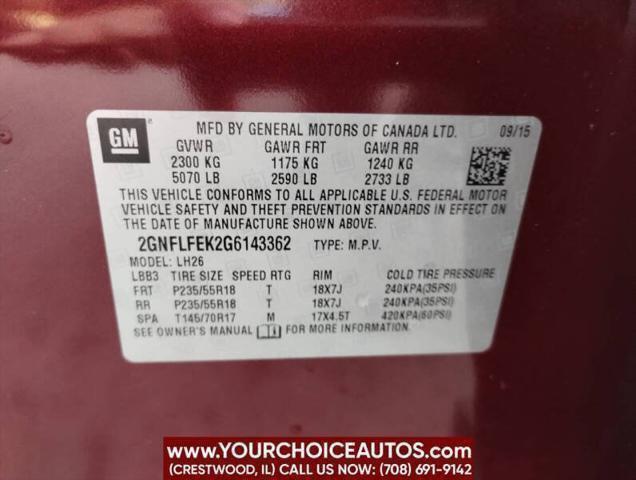 GM
MFD BY GENERAL MOTORS OF CANADA LTD. 09/15
GVWR GAWR FRT GAWR RR
2300 KG 1175 KG 1240 KG
5070 LB 2590 LB 2733 LB
THIS VEHICLE CONFORMS TO ALL APPLICABLE U.S. FEDERAL MOTOR
VEHICLE SAFETY AND THEFT PREVENTION STANDARDS IN EFFECT ON
THE DATE OF MANUFACTURE SHOWN ABOVE.
2GNFLFEK2G6143362 TYPE: M.P.V.
MODEL: LH26
LBB3 TIRE SIZE SPEED RTG RIM COLD TIRE PRESSURE
FRT P235/55R18 T 18X7J 240KPA(35PSI)
RR P235/55R18 T 18X7J 240KPA(35PSI)
SPA T145/70R17 M 17X4.5T 420KPA(60PSI)
SEE OWNER'S MANUAL FOR MORE INFORMATION
WWW.YOURCHOICEAUTOS.COM
(CRESTWOOD, IL) CALL US NOW: (708) 691-9142